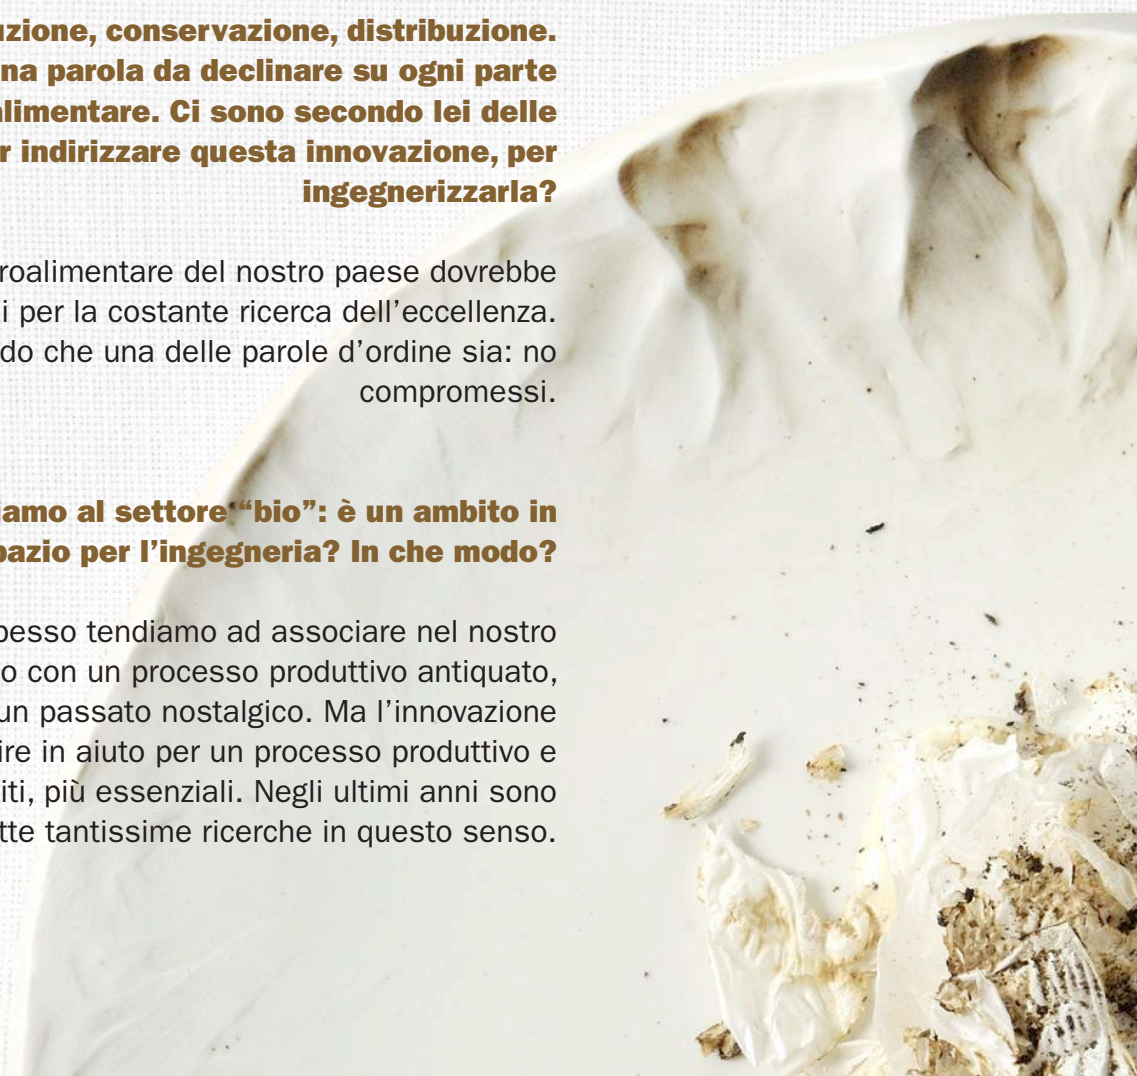 uzione, conservazione, distribuzione.
na parola da declinare su ogni parte
alimentare. Ci sono secondo lei delle
r indirizzare questa innovazione, per
ingegnerizzarla?
roalimentare del nostro paese dovrebbe
i per la costante ricerca dell’eccellenza.
do che una delle parole d’ordine sia: no
compromessi.
iamo al settore “bio”: è un ambito in
pazio per l’ingegneria? In che modo?
pesso tendiamo ad associare nel nostro
o con un processo produttivo antiquato,
un passato nostalgico. Ma l’innovazione
ire in aiuto per un processo produttivo e
iti, più essenziali. Negli ultimi anni sono
tte tantissime ricerche in questo senso.